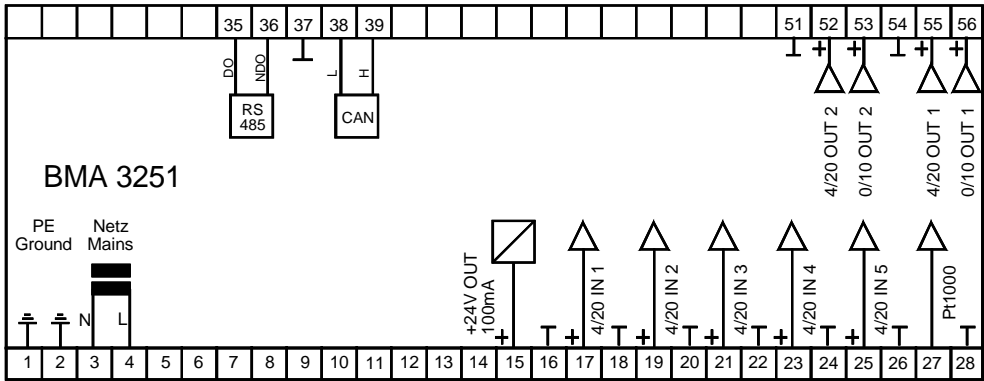 35 36 37 38 39 51 52 53 54 55 56
DO NDO L H
RS
485
CAN
+ + + +
4/20 OUT 2
0/10 OUT 2
4/20 OUT 1
0/10 OUT 1
BMA 3251
PE
Ground
Netz
Mains
N L
+24V OUT
100mA
4/20 IN 1
4/20 IN 2
4/20 IN 3
4/20 IN 4
4/20 IN 5
Pt1000
+ + + + + +
1 2 3 4 5 6 7 8 9 10 11 12 13 14 15 16 17 18 19 20 21 22 23 24 25 26 27 28